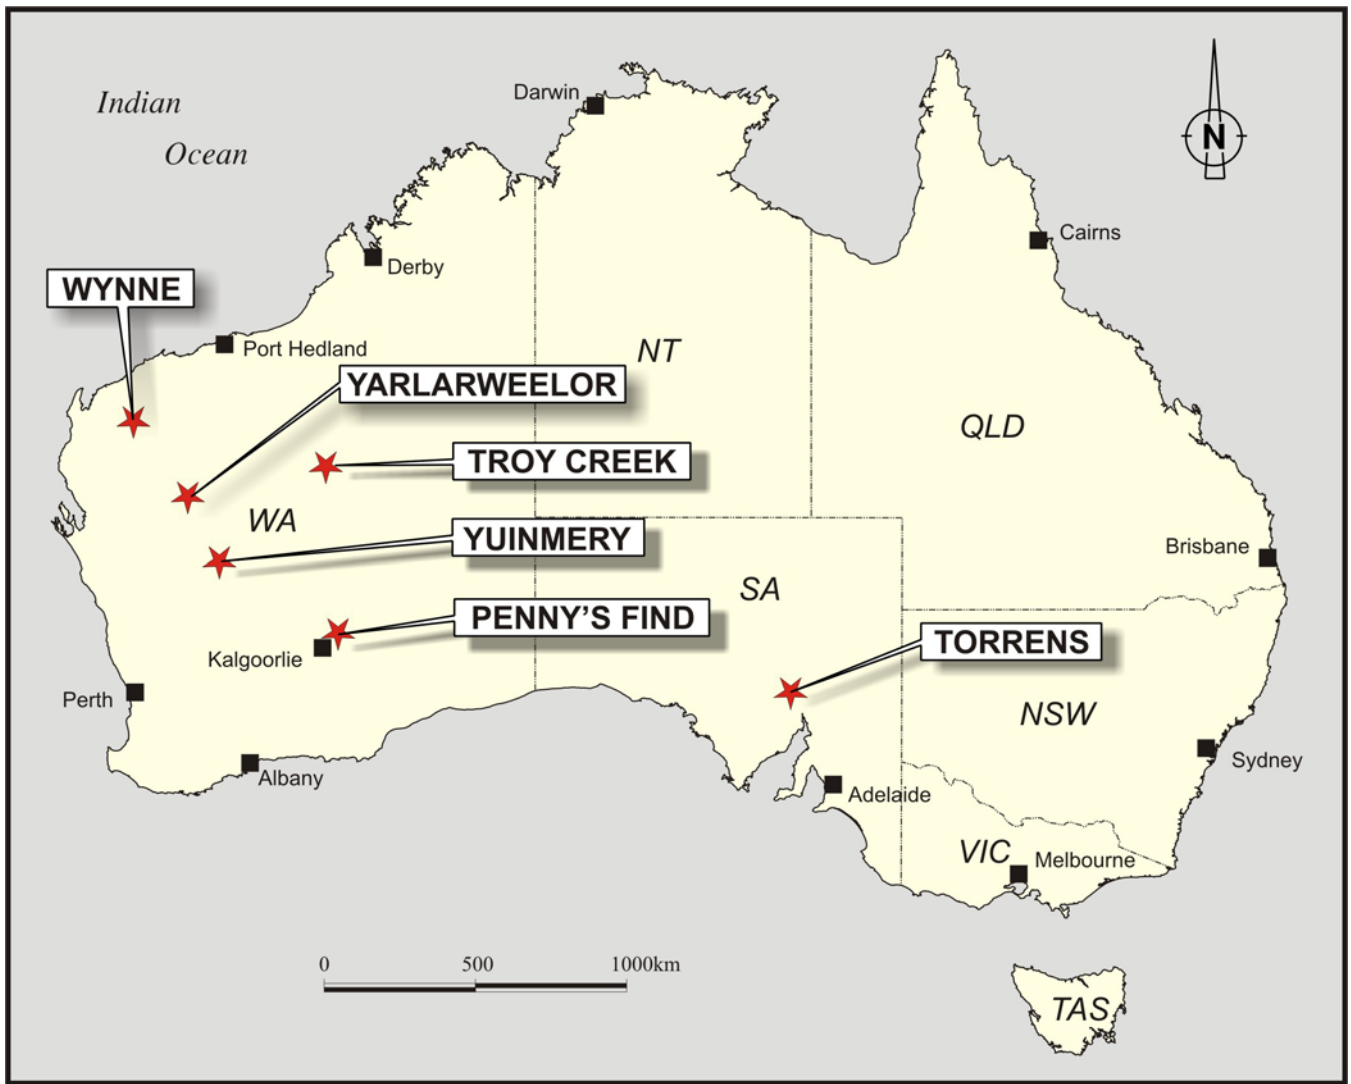 Indian
Ocean
Darwin
N
Cairns
Derby
WYNNE
Port Hedland
NT
YARLARWEELOR
QLD
TROY CREEK
WA
YUINMERY
Brisbane
SA
PENNY'S FIND
TORRENS
Kalgoorlie
Perth
NSW
Sydney
Albany
Adelaide
VIC
Melbourne
0 500 1000km
TAS